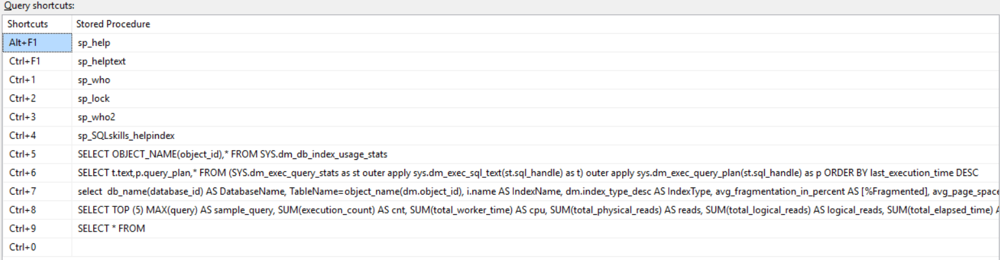 Query shortcuts:
Shortcuts Stored Procedure
Alt+F1 sp_help
Ctrl+F1 sp_helptext
Ctrl+1 sp_who
Ctrl+2 sp_lock
Ctrl+3 sp_who2
Ctrl+4 sp_SQLskills_helpindex
Ctrl+5 SELECT OBJECT_NAME(object_id),* FROM SYS.dm_db_index_usage_stats
Ctrl+6 SELECT t.text,p.query_plan,* FROM (SYS.dm_exec_query_stats as st outer apply sys.dm_exec_sql_text(st.sql_handle) as t) outer apply sys.dm_exec_query_plan(st.sql_handle) as p ORDER BY last_execution_time DESC
Ctrl+7 select  db_name(database_id) AS DatabaseName, TableName=object_name(dm.object_id), i.name AS IndexName, dm.index_type_desc AS IndexType, avg_fragmentation_in_percent AS [%Fragmented], avg_page_space
Ctrl+8 SELECT TOP (5) MAX(query) AS sample_query, SUM(execution_count) AS cnt, SUM(total_worker_time) AS cpu, SUM(total_physical_reads) AS reads, SUM(total_logical_reads) AS logical_reads, SUM(total_elapsed_time)
Ctrl+9 SELECT * FROM
Ctrl+0